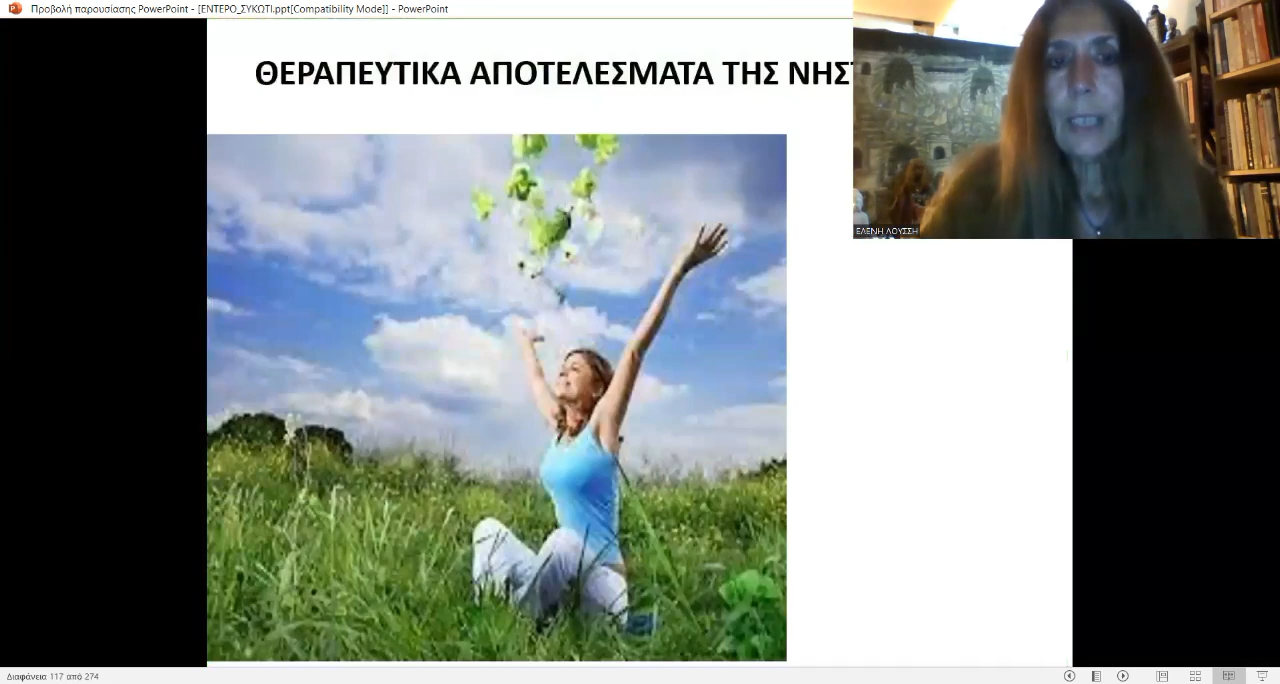 Προβολή παρουσίασης PowerPoint - [ΕΝΤΕΡΟ_ΣΥΚΩΤΙ.ppt[Compatibility Mode]] - PowerPoint
ΘΕΡΑΠΕΥΤΙΚΑ ΑΠΟΤΕΛΕΣΜΑΤΑ ΤΗΣ ΝΗΣ
ΕΛΕΝΗ ΛΟΥΣΣΗ
Διαφάνεια 117 από 274